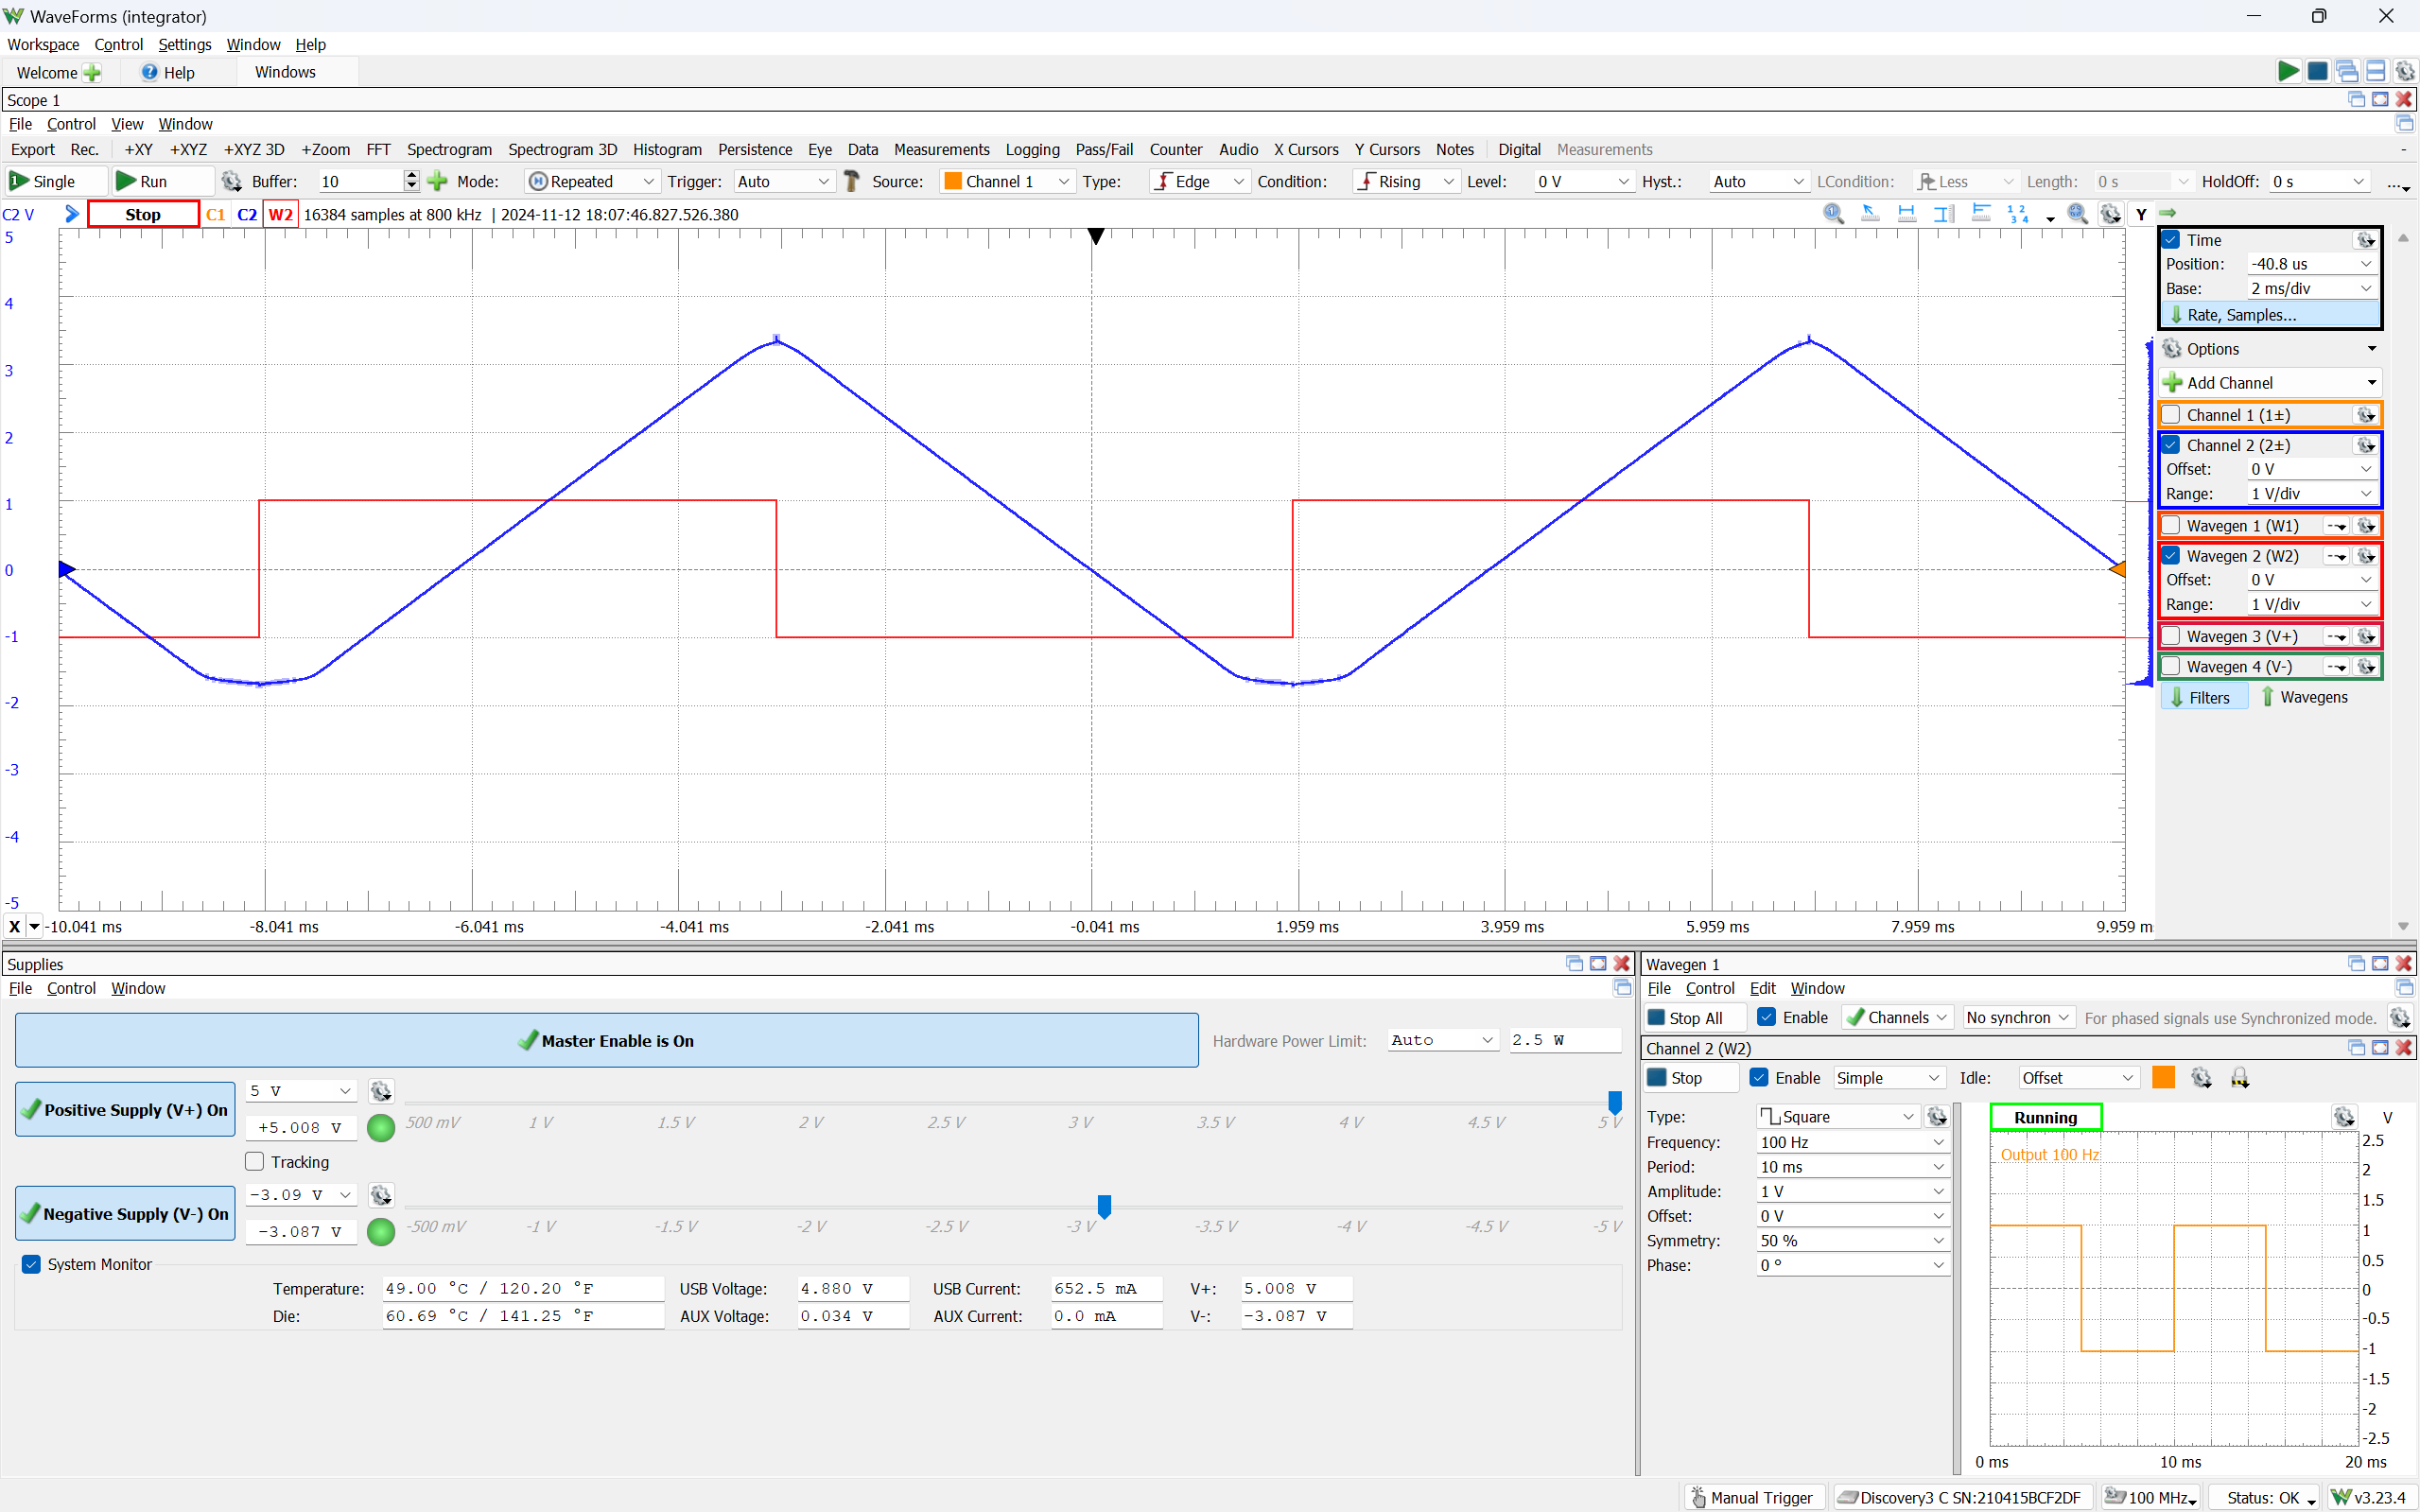 WaveForms (integrator)
Workspace Control Settings Window Help
Welcome Help Windows
Scope 1
File Control View Window
Export Rec. +XY +XYZ +XYZ 3D +Zoom FFT Spectrogram Spectrogram 3D Histogram Persistence Eye Data Measurements Logging Pass/Fail Counter Audio X Cursors Y Cursors Notes Digital Measurements -
Single Run Buffer: 10 Mode: Repeated Trigger: Auto Source: Channel 1 Type: Edge Condition: Rising Level: 0 V Hyst.: Auto LCondition: Less Length: 0 s HoldOff: 0 s ...
C2 V Stop C1 C2 W2 16384 samples at 800 kHz | 2024-11-12 18:07:46.827.526.380 Y
5
4
3
2
1
0
-1
-2
-3
-4
-5
X -10.041 ms -8.041 ms -6.041 ms -4.041 ms -2.041 ms -0.041 ms 1.959 ms 3.959 ms 5.959 ms 7.959 ms 9.959 m
Time
Position: -40.8 us
Base: 2 ms/div
Rate, Samples...
Options
Add Channel
Channel 1 (1±)
Channel 2 (2±)
Offset: 0 V
Range: 1 V/div
Wavegen 1 (W1)
Wavegen 2 (W2)
Offset: 0 V
Range: 1 V/div
Wavegen 3 (V+)
Wavegen 4 (V-)
Filters Wavegens
Supplies
File Control Window
Master Enable is On Hardware Power Limit: Auto 2.5 W
Positive Supply (V+) On 5 V
+5.008 V
500 mV 1 V 1.5 V 2 V 2.5 V 3 V 3.5 V 4 V 4.5 V 5 V
Tracking
Negative Supply (V-) On -3.09 V
-3.087 V
-500 mV -1 V -1.5 V -2 V -2.5 V -3 V -3.5 V -4 V -4.5 V -5 V
System Monitor
Temperature: 49.00 °C / 120.20 °F USB Voltage: 4.880 V USB Current: 652.5 mA V+: 5.008 V
Die: 60.69 °C / 141.25 °F AUX Voltage: 0.034 V AUX Current: 0.0 mA V-: -3.087 V
Wavegen 1
File Control Edit Window
Stop All Enable Channels No synchron For phased signals use Synchronized mode.
Channel 2 (W2)
Stop Enable Simple Idle: Offset
Type: Square
Frequency: 100 Hz
Period: 10 ms
Amplitude: 1 V
Offset: 0 V
Symmetry: 50 %
Phase: 0 °
Running V
Output 100 Hz
2.5
2
1.5
1
0.5
0
-0.5
-1
-1.5
-2
-2.5
0 ms 10 ms 20 ms
Manual Trigger Discovery3 C SN:210415BCF2DF 100 MHz Status: OK v3.23.4